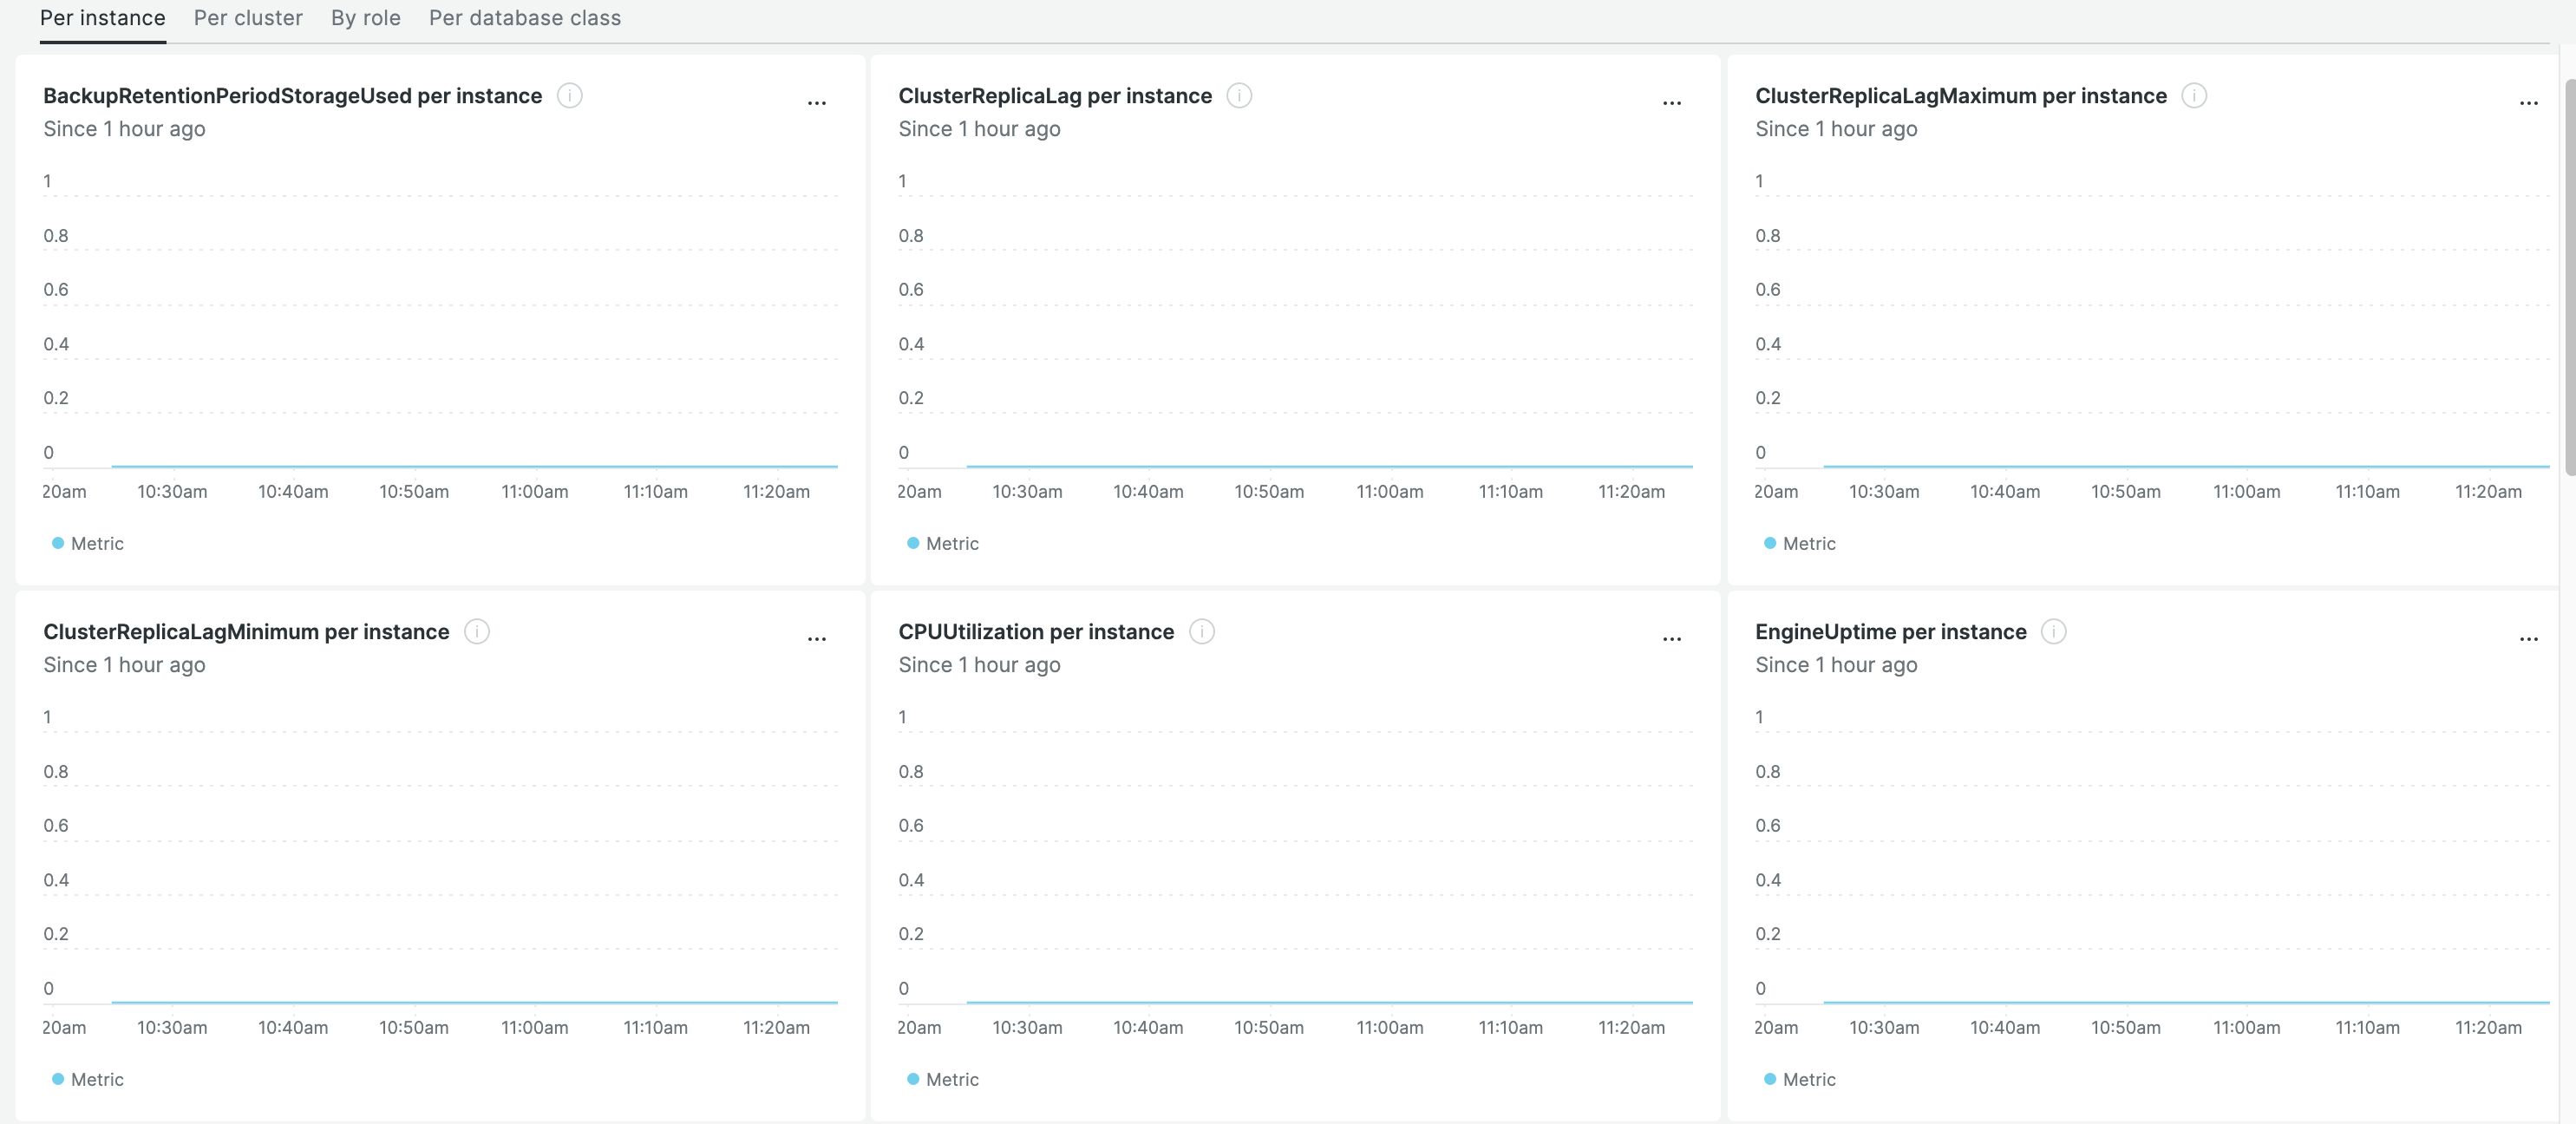 Per instance Per cluster By role Per database class
BackupRetentionPeriodStorageUsed per instance
Since 1 hour ago
1
0.8
0.6
0.4
0.2
0
20am 10:30am 10:40am 10:50am 11:00am 11:10am 11:20am
Metric
ClusterReplicaLag per instance
Since 1 hour ago
1
0.8
0.6
0.4
0.2
0
20am 10:30am 10:40am 10:50am 11:00am 11:10am 11:20am
Metric
ClusterReplicaLagMaximum per instance
Since 1 hour ago
1
0.8
0.6
0.4
0.2
0
20am 10:30am 10:40am 10:50am 11:00am 11:10am 11:20am
Metric
ClusterReplicaLagMinimum per instance
Since 1 hour ago
1
0.8
0.6
0.4
0.2
0
20am 10:30am 10:40am 10:50am 11:00am 11:10am 11:20am
Metric
CPUUtilization per instance
Since 1 hour ago
1
0.8
0.6
0.4
0.2
0
20am 10:30am 10:40am 10:50am 11:00am 11:10am 11:20am
Metric
EngineUptime per instance
Since 1 hour ago
1
0.8
0.6
0.4
0.2
0
20am 10:30am 10:40am 10:50am 11:00am 11:10am 11:20am
Metric